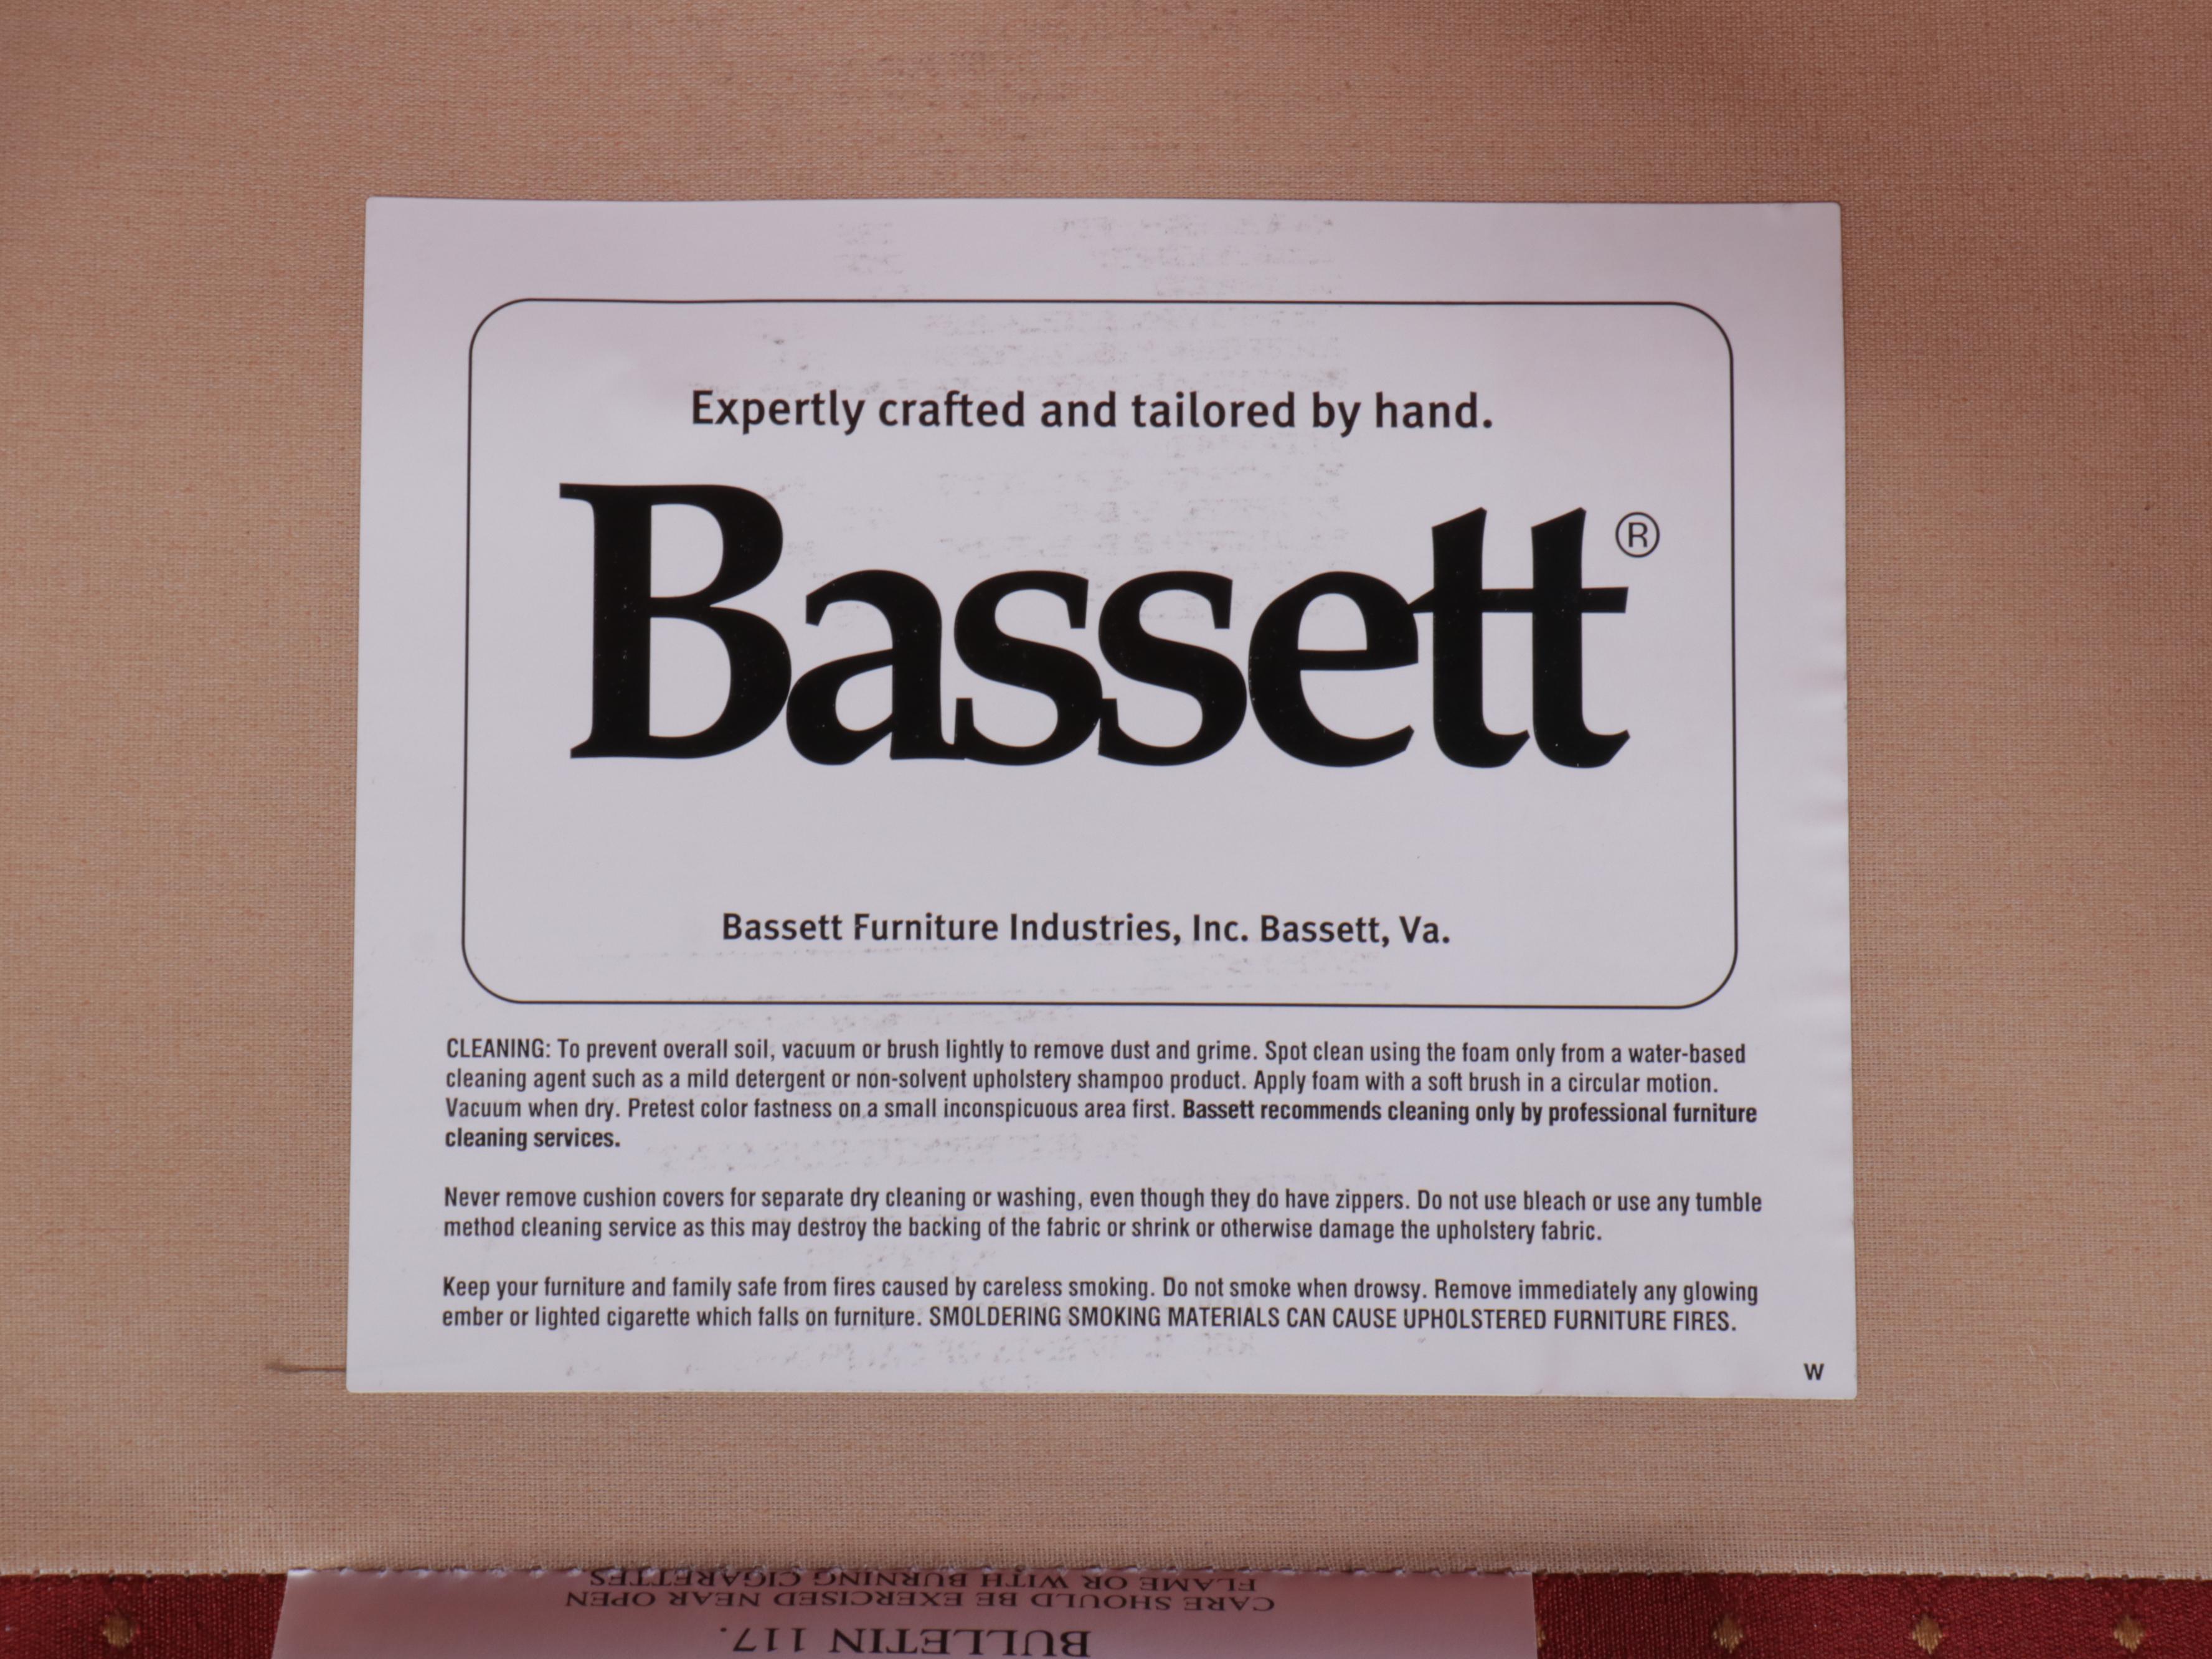 Expertly crafted and tailored by hand.
Bassett®
Bassett Furniture Industries, Inc. Bassett, Va.
CLEANING: To prevent overall soil, vacuum or brush lightly to remove dust and grime. Spot clean using the foam only from a water-based
cleaning agent such as a mild detergent or non-solvent upholstery shampoo product. Apply foam with a soft brush in a circular motion.
Vacuum when dry. Pretest color fastness on a small inconspicuous area first. Bassett recommends cleaning only by professional furniture
cleaning services.
Never remove cushion covers for separate dry cleaning or washing, even though they do have zippers. Do not use bleach or use any tumble
method cleaning service as this may destroy the backing of the fabric or shrink or otherwise damage the upholstery fabric.
Keep your furniture and family safe from fires caused by careless smoking. Do not smoke when drowsy. Remove immediately any glowing
ember or lighted cigarette which falls on furniture. SMOLDERING SMOKING MATERIALS CAN CAUSE UPHOLSTERED FURNITURE FIRES.
W
BULLETIN 117.
CARE SHOULD BE EXERCISED NEAR OPEN
FLAME OR WITH BURNING CIGARETTES